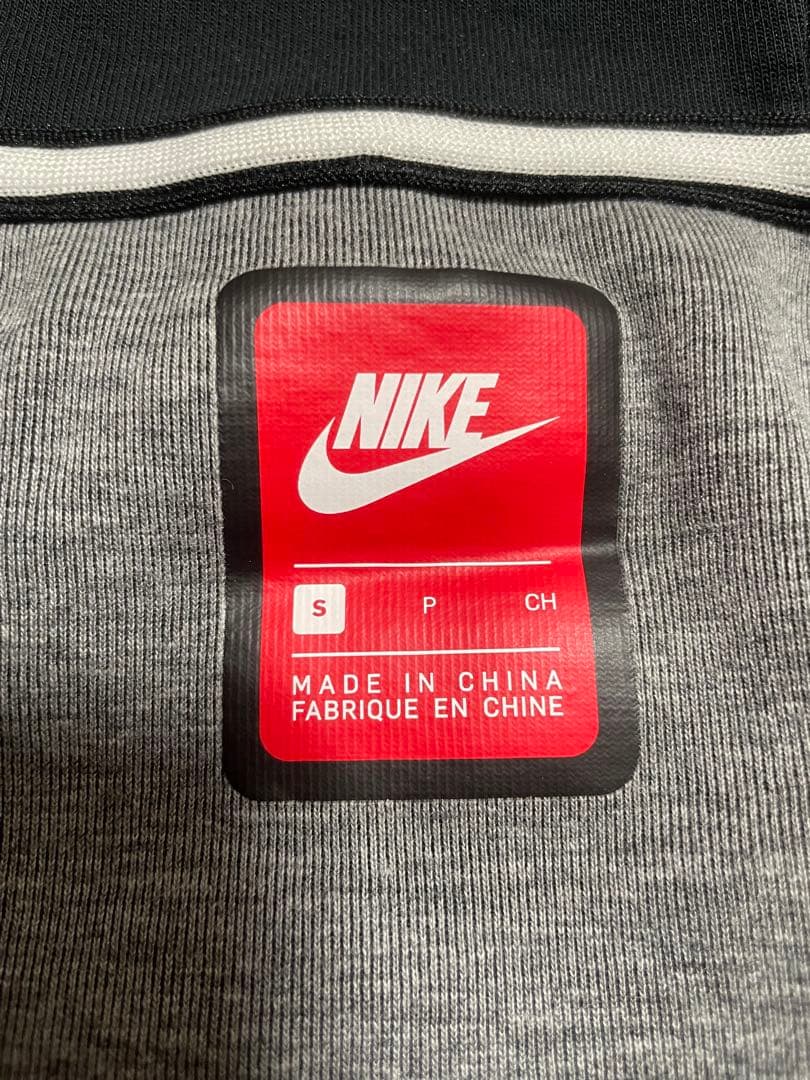 NIKE
S P CH
MADE IN CHINA
FABRIQUE EN CHINE